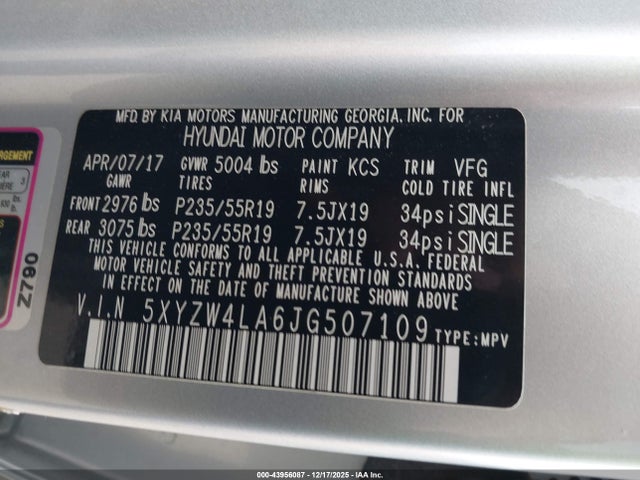 MFD. BY KIA MOTORS MANUFACTURING GEORGIA, INC. FOR
HYUNDAI MOTOR COMPANY
APR/07/17 GVWR 5004 lbs PAINT KCS TRIM VFG
GAWR TIRES RIMS COLD TIRE INFL
FRONT 2976 lbs P235/55R19 7.5JX19 34psi SINGLE
REAR 3075 lbs P235/55R19 7.5JX19 34psi SINGLE
THIS VEHICLE CONFORMS TO ALL APPLICABLE U.S.A. FEDERAL
MOTOR VEHICLE SAFETY AND THEFT PREVENTION STANDARDS
IN EFFECT ON THE DATE OF MANUFACTURE SHOWN ABOVE.
V.I.N 5XYZW4LA6JG507109 TYPE: MPV
Z790
000-43956087 - 12/17/2025 - IAA Inc.